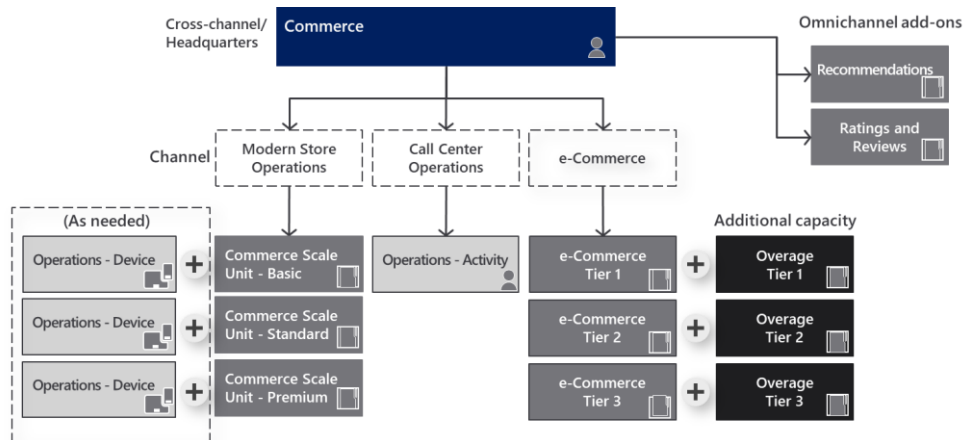 Cross-channel/
Headquarters
Commerce
Omnichannel add-ons
Recommendations
Ratings and
Reviews
Channel
Modern Store
Operations
Call Center
Operations
e-Commerce
(As needed)
Additional capacity
Operations - Device
Commerce Scale
Unit - Basic
Operations - Activity
e-Commerce
Tier 1
Overage
Tier 1
Operations - Device
Commerce Scale
Unit - Standard
e-Commerce
Tier 2
Overage
Tier 2
Operations - Device
Commerce Scale
Unit - Premium
e-Commerce
Tier 3
Overage
Tier 3